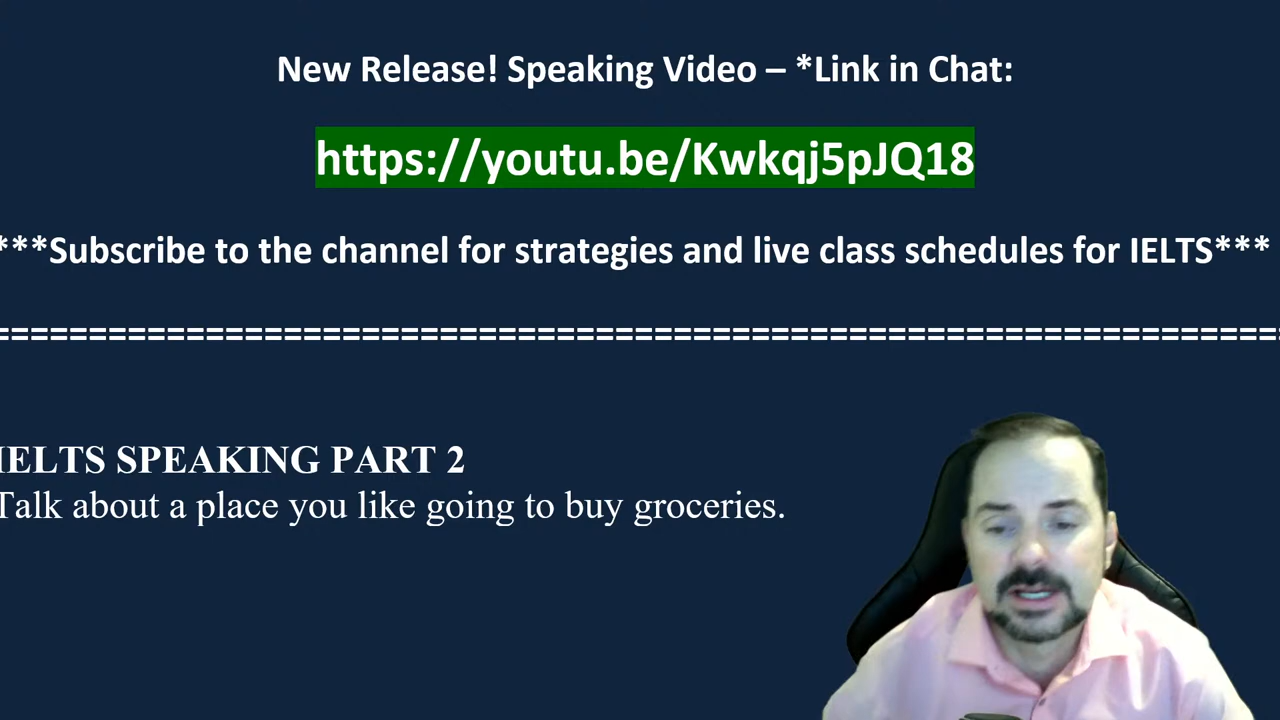 New Release! Speaking Video – *Link in Chat:
https://youtu.be/Kwkqj5pJQ18
***Subscribe to the channel for strategies and live class schedules for IELTS***
==================================================================
IELTS SPEAKING PART 2
Talk about a place you like going to buy groceries.